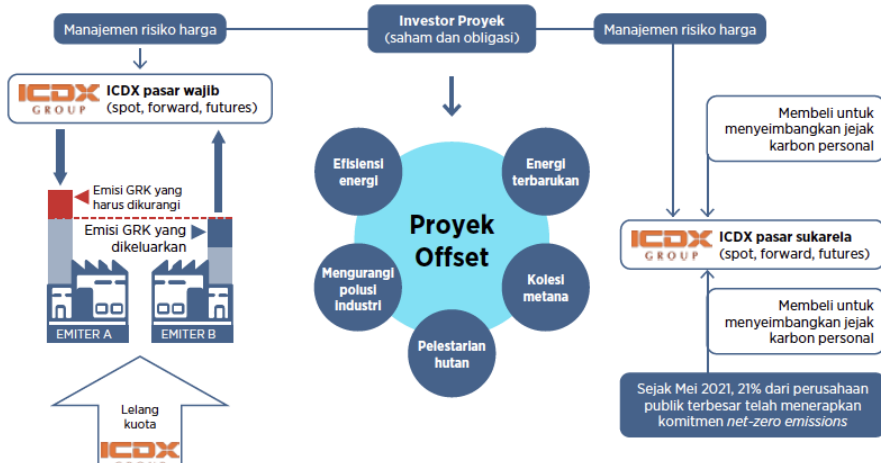 Manajemen risiko harga
Investor Proyek
(saham dan obligasi)
Manajemen risiko harga
ICDX
GROUP
ICDX pasar wajib
(spot, forward, futures)
Emisi GRK yang
harus dikurangi
Emisi GRK yang
dikeluarkan
EMITER A
EMITER B
Lelang
kuota
ICDX
GROUP
Efisiensi
energi
Energi
terbarukan
Proyek
Offset
Mengurangi
polusi
industri
Kolesi
metana
Pelestarian
hutan
Membeli untuk
menyeimbangkan jejak
karbon personal
ICDX
GROUP
ICDX pasar sukarela
(spot, forward, futures)
Membeli untuk
menyeimbangkan jejak
karbon personal
Sejak Mei 2021, 21% dari perusahaan
publik terbesar telah menerapkan
komitmen net-zero emissions